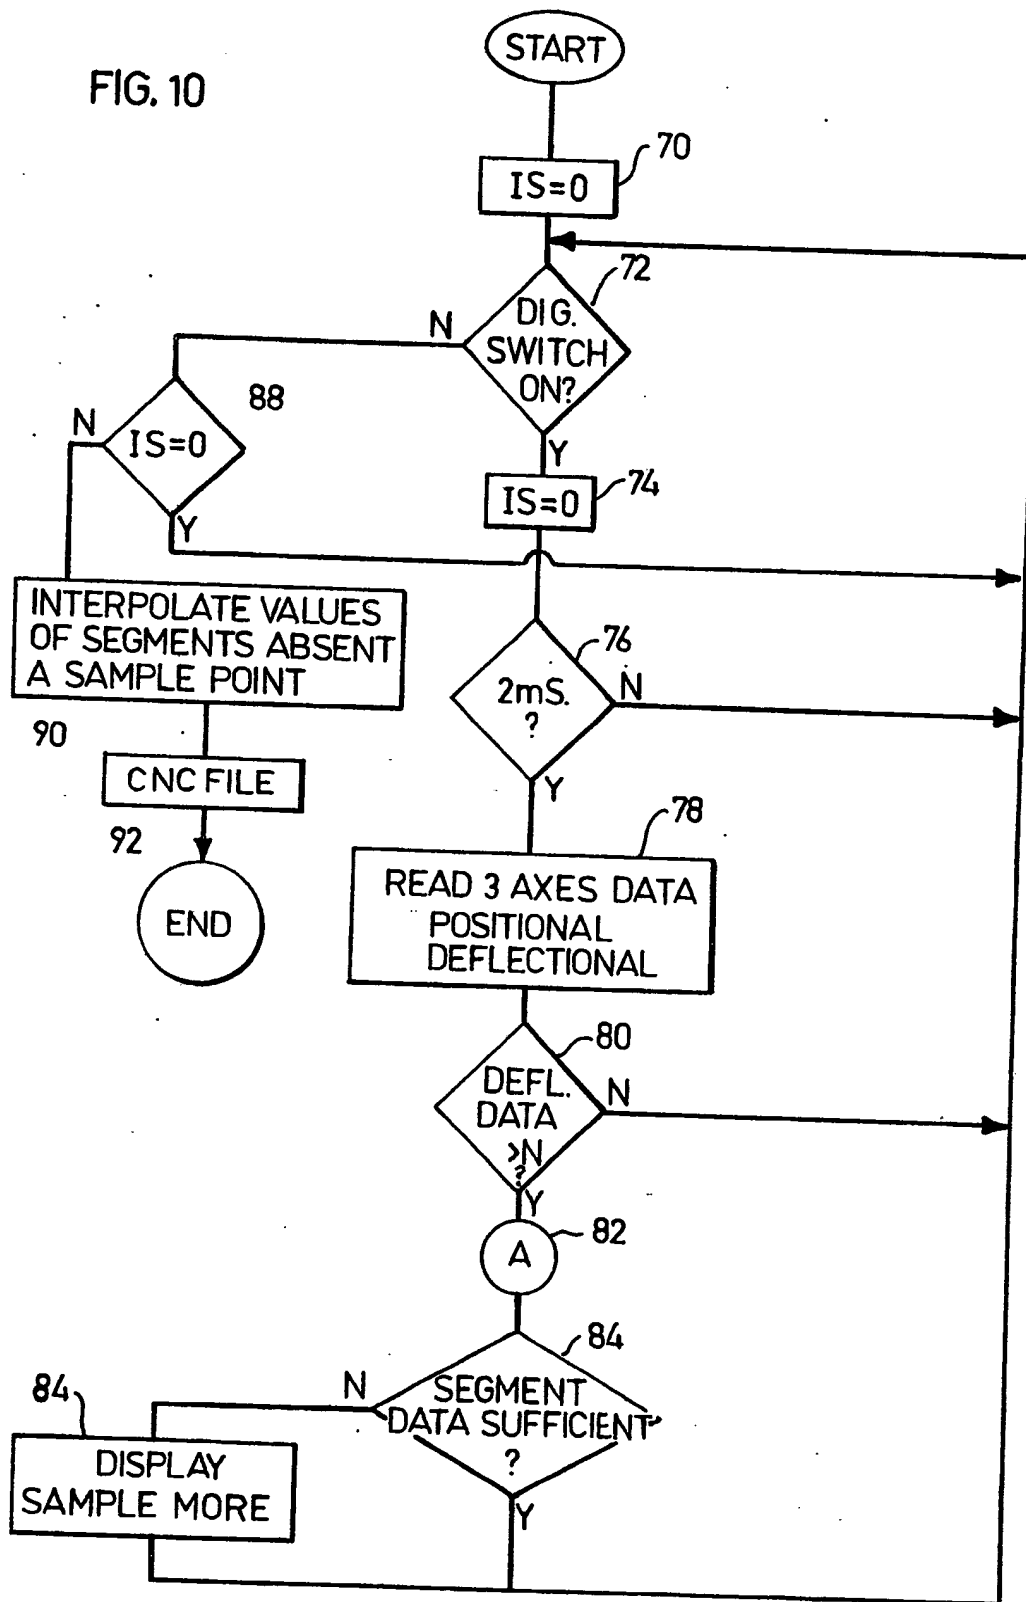 FIG. 10
START
70
IS=0
72
DIG.
SWITCH
ON?
N
Y
88
IS=0
N
Y
74
IS=0
INTERPOLATE VALUES
OF SEGMENTS ABSENT
A SAMPLE POINT
90
CNC FILE
92
END
76
2mS.
?
N
Y
78
READ 3 AXES DATA
POSITIONAL
DEFLECTIONAL
80
DEFL.
DATA
>N
?
N
Y
82
A
84
SEGMENT
DATA SUFFICIENT
?
N
Y
84
DISPLAY
SAMPLE MORE